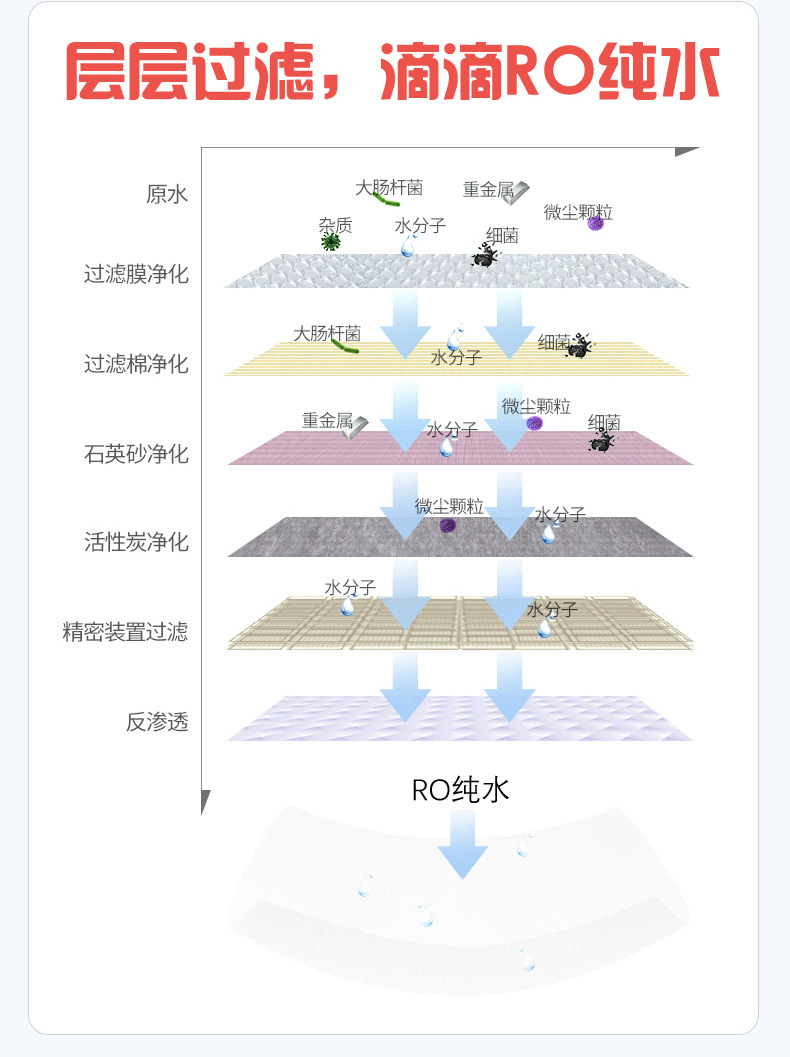 层层过滤，滴滴RO纯水
原水
大肠杆菌
重金属
微尘颗粒
杂质
水分子
细菌
过滤膜净化
大肠杆菌
水分子
细菌
过滤棉净化
重金属
水分子
微尘颗粒
细菌
石英砂净化
微尘颗粒
水分子
活性炭净化
水分子
水分子
精密装置过滤
反渗透
RO纯水